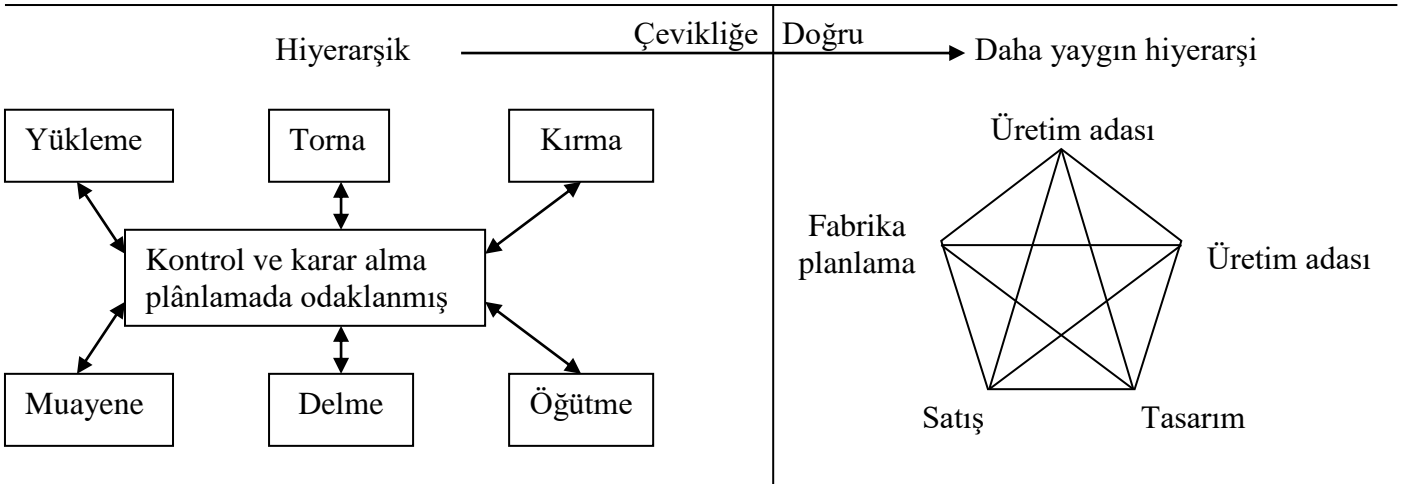 Hiyerarşik
Çevikliğe Doğru
Daha yaygın hiyerarşi
Yükleme
Torna
Kırma
Kontrol ve karar alma
plânlamada odaklanmış
Muayene
Delme
Öğütme
Üretim adası
Fabrika
planlama
Üretim adası
Satış
Tasarım